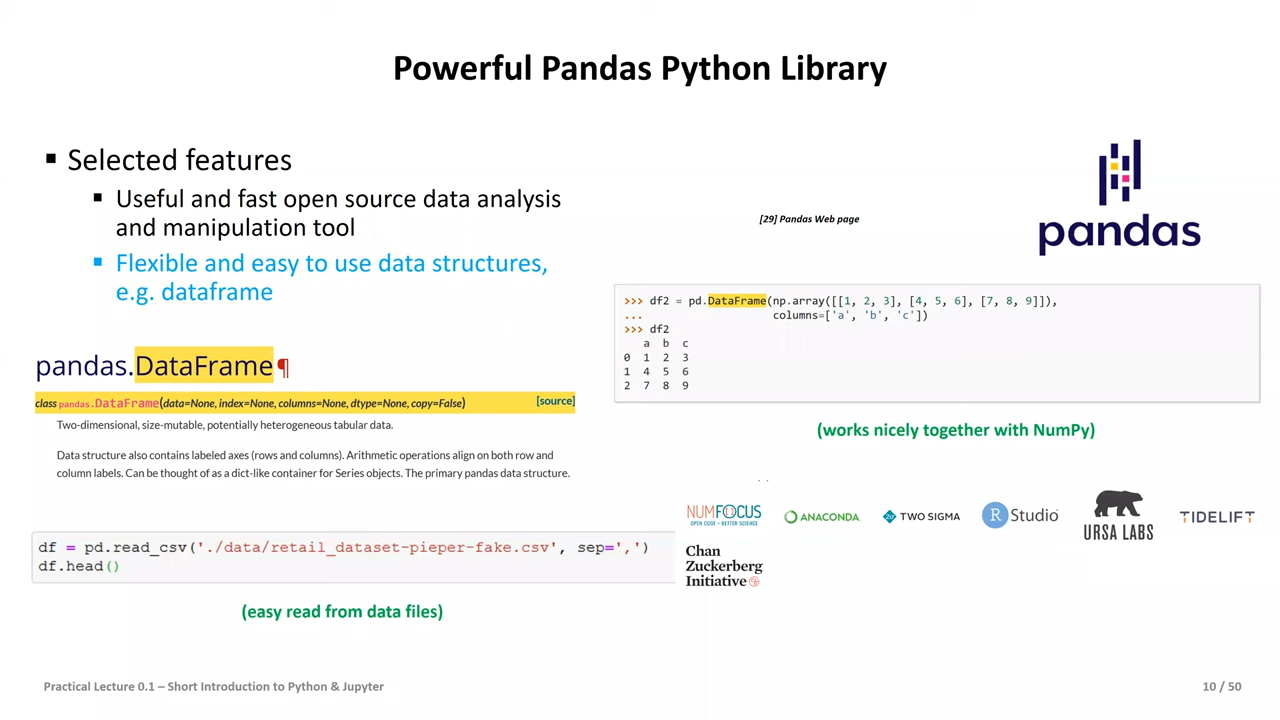 Powerful Pandas Python Library
▪ Selected features
▪ Useful and fast open source data analysis
and manipulation tool
▪ Flexible and easy to use data structures,
e.g. dataframe
[29] Pandas Web page
pandas
pandas.DataFrame¶
class pandas.DataFrame(data=None, index=None, columns=None, dtype=None, copy=False) [source]
Two-dimensional, size-mutable, potentially heterogeneous tabular data.
Data structure also contains labeled axes (rows and columns). Arithmetic operations align on both row and
column labels. Can be thought of as a dict-like container for Series objects. The primary pandas data structure.
df = pd.read_csv('./data/retail_dataset-pieper-fake.csv', sep=',')
df.head()
(easy read from data files)
>>> df2 = pd.DataFrame(np.array([[1, 2, 3], [4, 5, 6], [7, 8, 9]]),
... columns=['a', 'b', 'c'])
>>> df2
a b c
0 1 2 3
1 4 5 6
2 7 8 9
(works nicely together with NumPy)
NUMFOCUS
OPEN CODE = BETTER SCIENCE
ANACONDA
TWO SIGMA
R Studio
URSA LABS
TIDELIFT
Chan
Zuckerberg
Initiative
Practical Lecture 0.1 – Short Introduction to Python & Jupyter
10 / 50